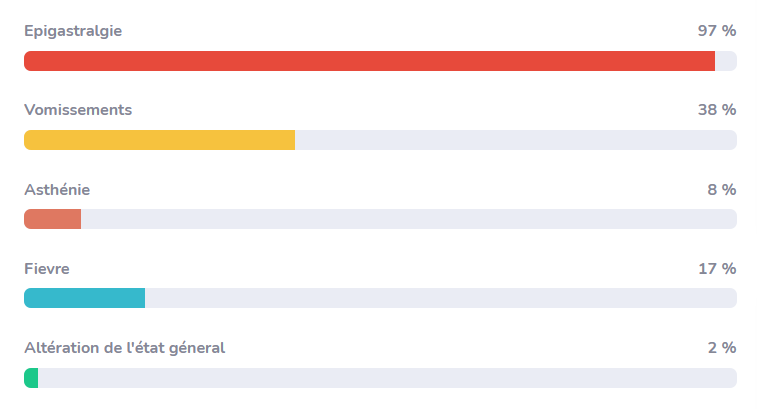 Epigastralgie 97 %
Vomissements 38 %
Asthénie 8 %
Fievre 17 %
Altération de l'état géneral 2 %